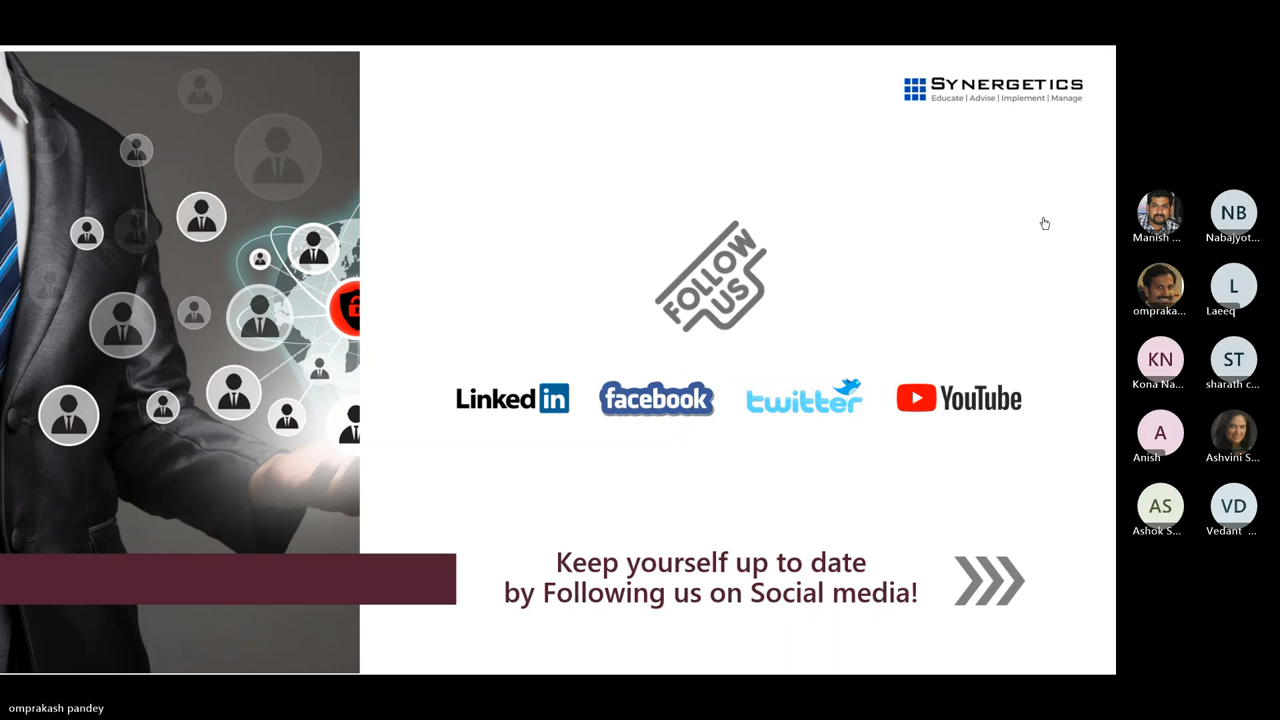 SYNERGETICS
Educate | Advise | Implement | Manage
FOLLOW
US
Linked in
facebook
twitter
YouTube
Keep yourself up to date
by Following us on Social media!
Manish ...
NB
Nabajyot...
ompraka...
L
Laeeq
KN
Kona Na...
ST
sharath c...
A
Anish
Ashvini S...
AS
Ashok S...
VD
Vedant ...
omprakash pandey